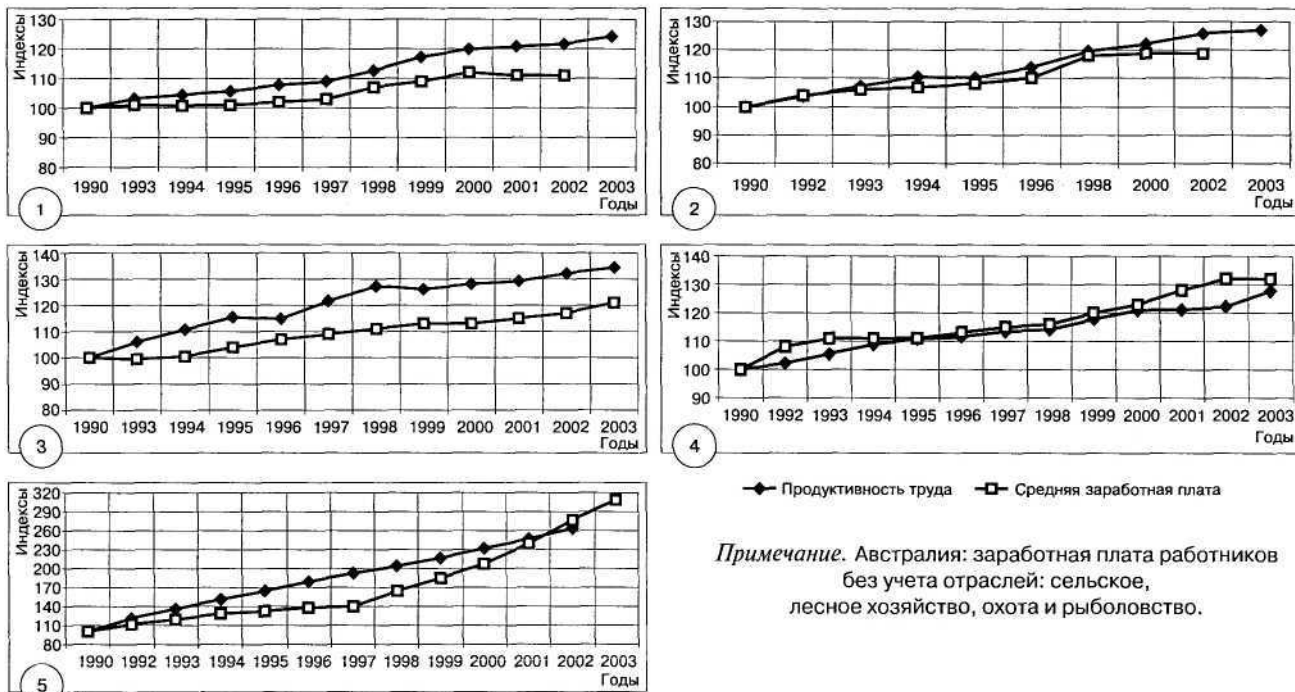 Индексы
130
120
110
100
90
80
1990 1993 1994 1995 1996 1997 1998 1999 2000 2001 2002 2003
Годы
1
Индексы
130
120
110
100
90
80
1990 1992 1993 1994 1995 1996 1998 2000 2002 2003
Годы
2
Индексы
140
130
120
110
100
90
80
1990 1993 1994 1995 1996 1997 1998 1999 2000 2001 2002 2003
Годы
3
Индексы
140
130
120
110
100
90
1990 1992 1993 1994 1995 1996 1997 1998 1999 2000 2001 2002 2003
Годы
4
Индексы
320
290
260
230
200
170
140
110
80
1990 1992 1993 1994 1995 1996 1997 1998 1999 2000 2001 2002 2003
Годы
5
Продуктивность труда Средняя заработная плата
Примечание. Австралия: заработная плата работников
без учета отраслей: сельское,
лесное хозяйство, охота и рыболовство.